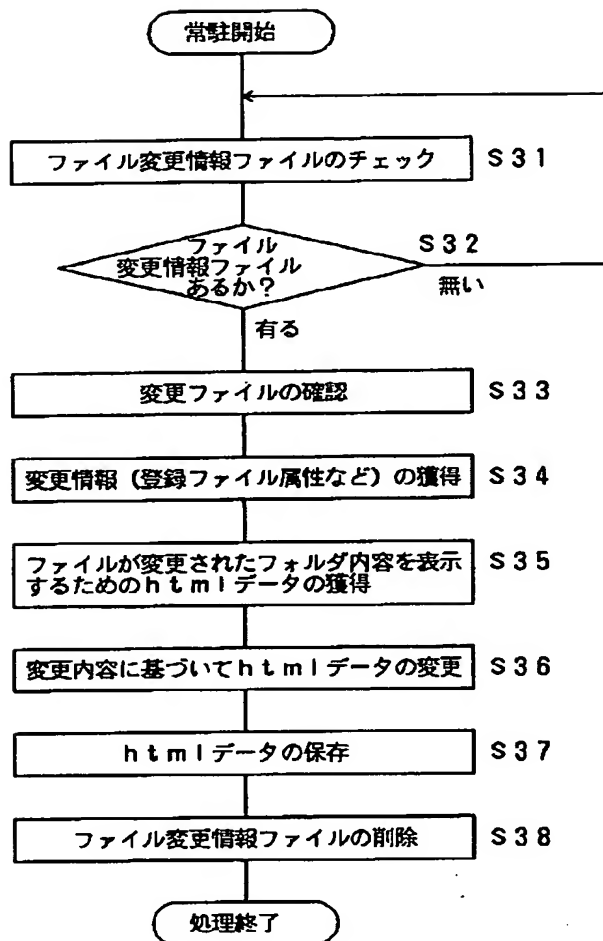 常駐開始
ファイル変更情報ファイルのチェック
S31
ファイル
変更情報ファイル
あるか?
S32
無い
有る
変更ファイルの確認
S33
変更情報(登録ファイル属性など)の獲得
S34
ファイルが変更されたフォルダ内容を表示
するためのhtmlデータの獲得
S35
変更内容に基づいてhtmlデータの変更
S36
htmlデータの保存
S37
ファイル変更情報ファイルの削除
S38
処理終了